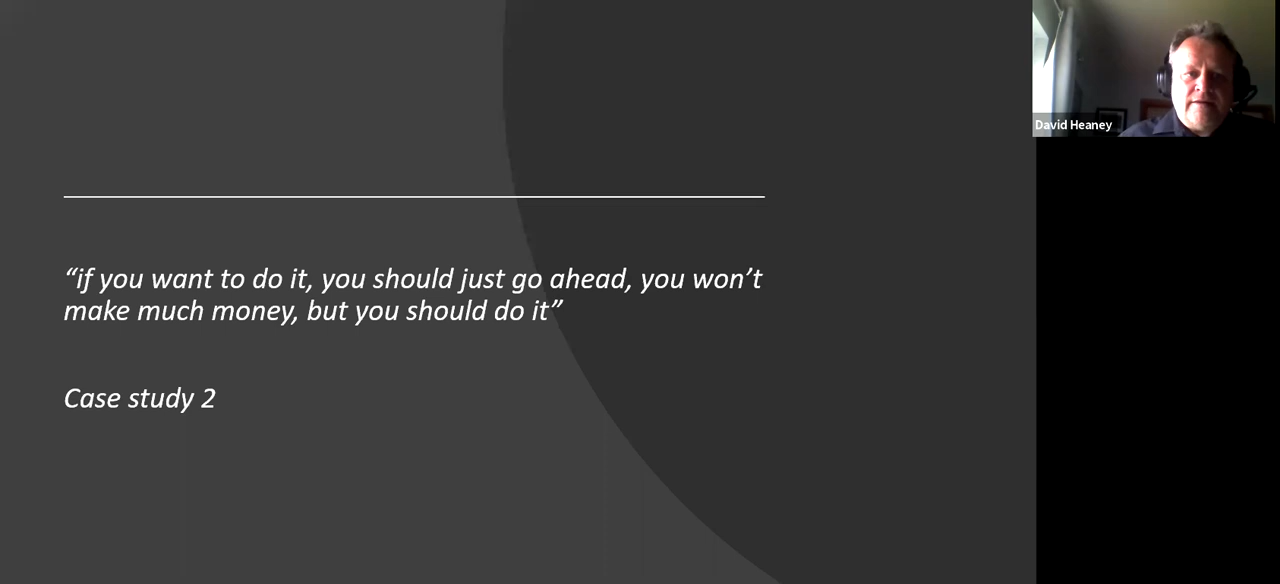 “if you want to do it, you should just go ahead, you won’t
make much money, but you should do it”
Case study 2
David Heaney